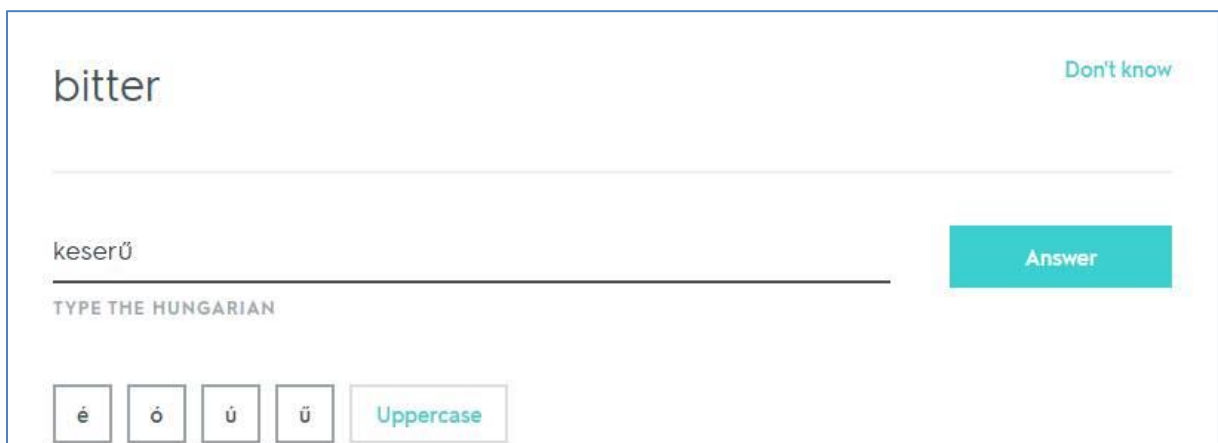 bitter
Don't know
keserű
Answer
TYPE THE HUNGARIAN
é ó ú ű Uppercase